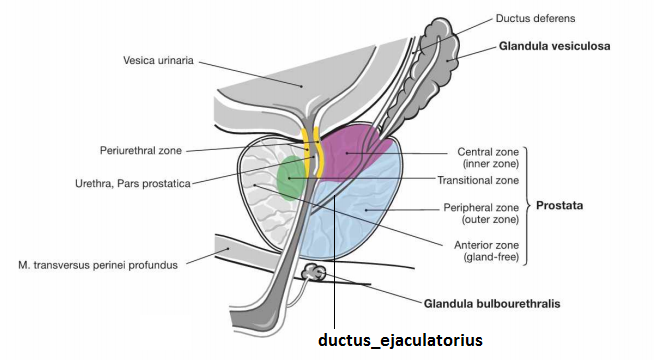 Ductus deferens
Glandula vesiculosa
Vesica urinaria
Periurethral zone
Urethra, Pars prostatica
Central zone
(inner zone)
Transitional zone
Peripheral zone
(outer zone)
Prostata
Anterior zone
(gland-free)
M. transversus perinei profundus
Glandula bulbourethralis
ductus_ejaculatorius